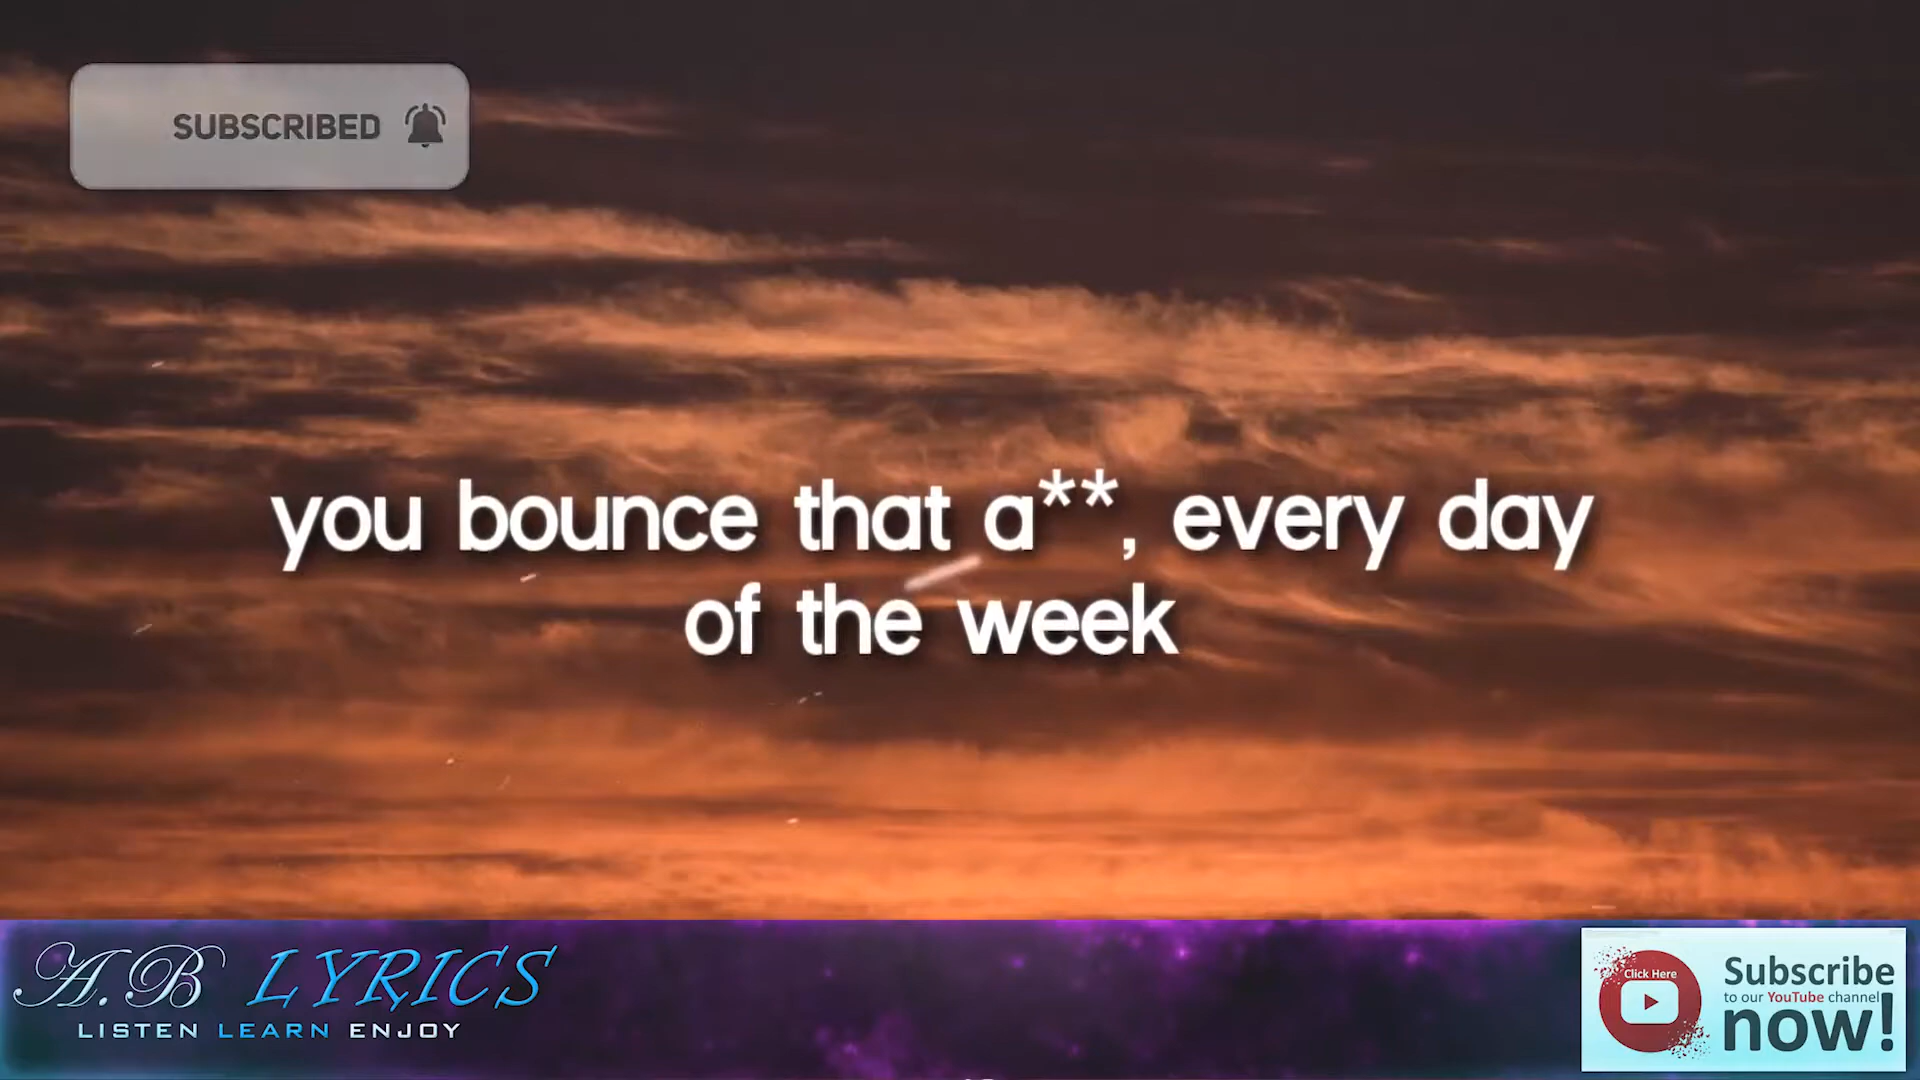 SUBSCRIBED
you bounce that a**, every day
of the week
A.B LYRICS
LISTEN LEARN ENJOY
Click Here
Subscribe
to our YouTube channel
now!